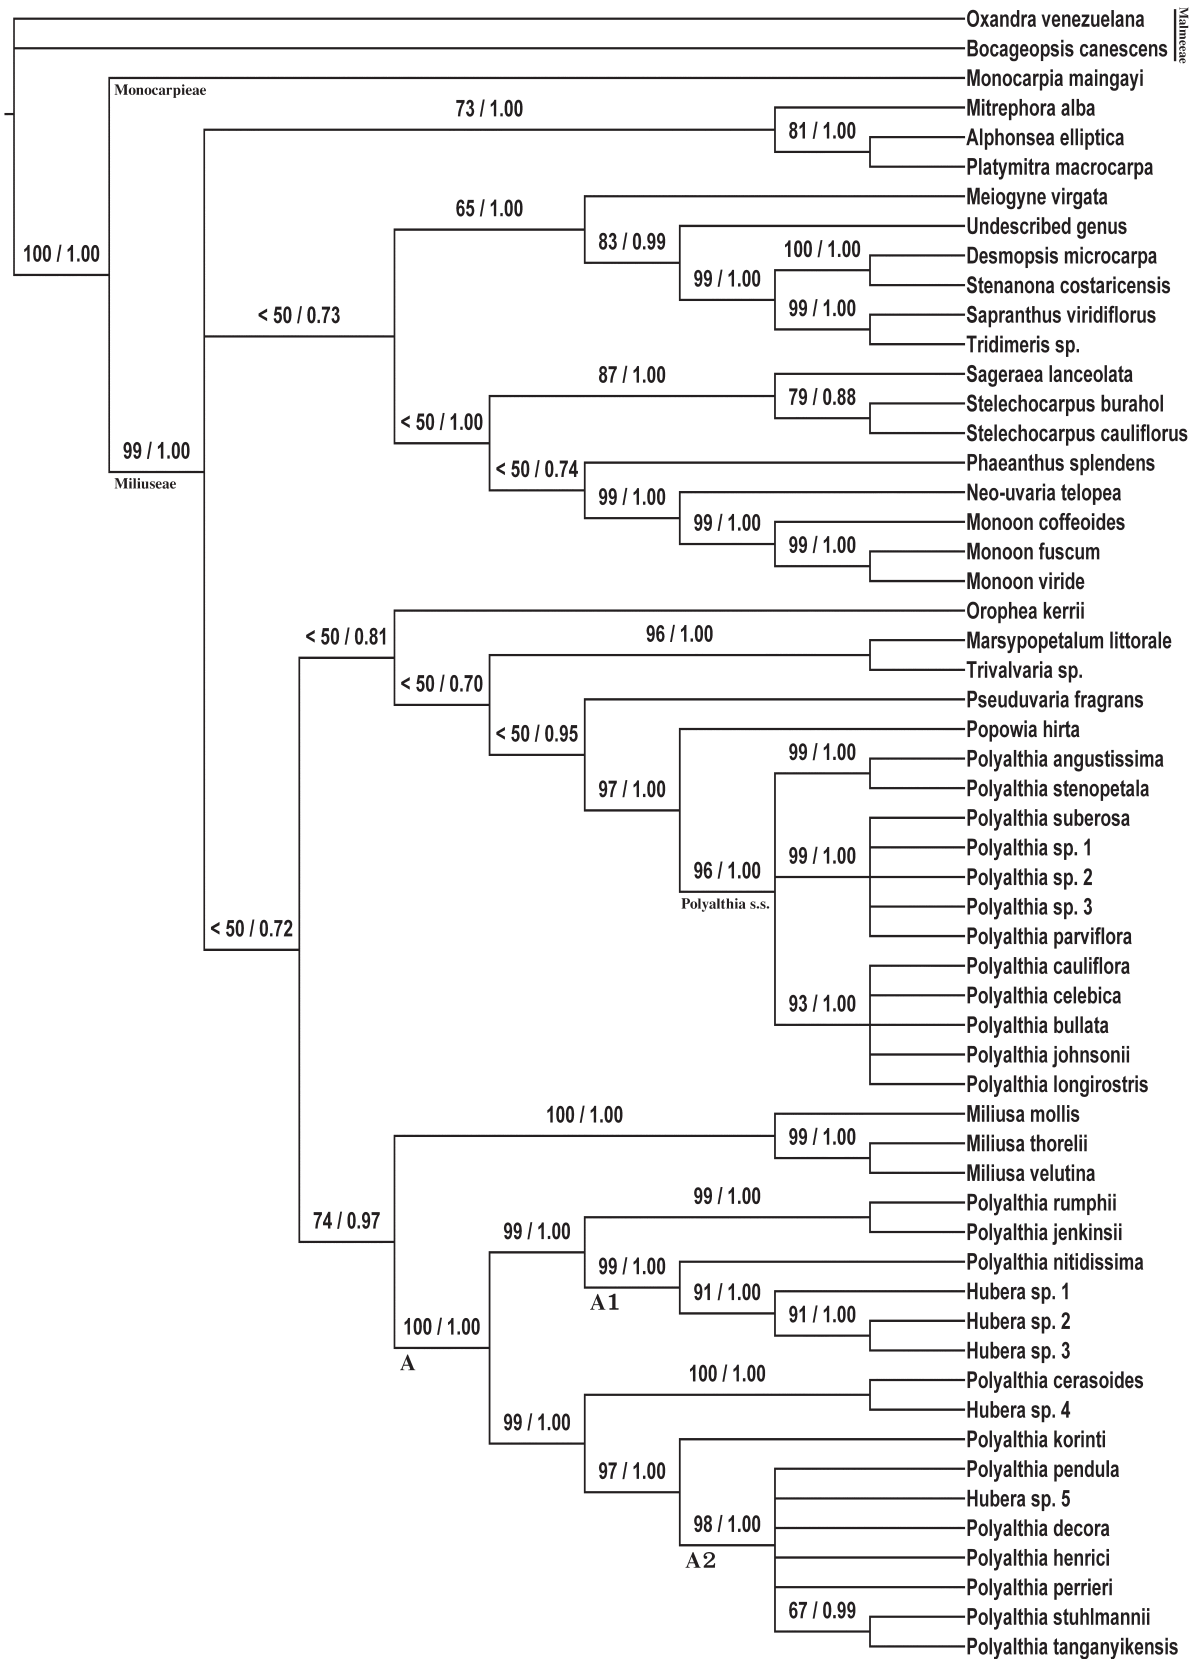 Oxandra venezuelana
Malmeeae
Bocageopsis canescens
Monocarpia maingayi
Monocarpieae
73 / 1.00
Mitrephora alba
81 / 1.00
Alphonsea elliptica
Platymitra macrocarpa
Meiogyne virgata
65 / 1.00
Undescribed genus
83 / 0.99
100 / 1.00
100 / 1.00
Desmopsis microcarpa
99 / 1.00
Stenanona costaricensis
99 / 1.00
Sapranthus viridiflorus
< 50 / 0.73
Tridimeris sp.
87 / 1.00
Sageraea lanceolata
79 / 0.88
Stelechocarpus burahol
< 50 / 1.00
Stelechocarpus cauliflorus
99 / 1.00
Miliuseae
< 50 / 0.74
Phaeanthus splendens
99 / 1.00
Neo-uvaria telopea
99 / 1.00
Monoon coffeoides
99 / 1.00
Monoon fuscum
Monoon viride
Orophea kerrii
< 50 / 0.81
96 / 1.00
Marsypopetalum littorale
Trivalvaria sp.
< 50 / 0.70
Pseuduvaria fragrans
< 50 / 0.95
Popowia hirta
99 / 1.00
Polyalthia angustissima
97 / 1.00
Polyalthia stenopetala
Polyalthia suberosa
99 / 1.00
Polyalthia sp. 1
96 / 1.00
Polyalthia s.s.
Polyalthia sp. 2
Polyalthia sp. 3
< 50 / 0.72
Polyalthia parviflora
Polyalthia cauliflora
93 / 1.00
Polyalthia celebica
Polyalthia bullata
Polyalthia johnsonii
Polyalthia longirostris
100 / 1.00
Miliusa mollis
99 / 1.00
Miliusa thorelii
Miliusa velutina
99 / 1.00
Polyalthia rumphii
74 / 0.97
99 / 1.00
Polyalthia jenkinsii
99 / 1.00
A1
Polyalthia nitidissima
91 / 1.00
Hubera sp. 1
91 / 1.00
Hubera sp. 2
100 / 1.00
A
Hubera sp. 3
100 / 1.00
Polyalthia cerasoides
Hubera sp. 4
99 / 1.00
Polyalthia korinti
97 / 1.00
Polyalthia pendula
Hubera sp. 5
98 / 1.00
A2
Polyalthia decora
Polyalthia henrici
Polyalthia perrieri
67 / 0.99
Polyalthia stuhlmannii
Polyalthia tanganyikensis